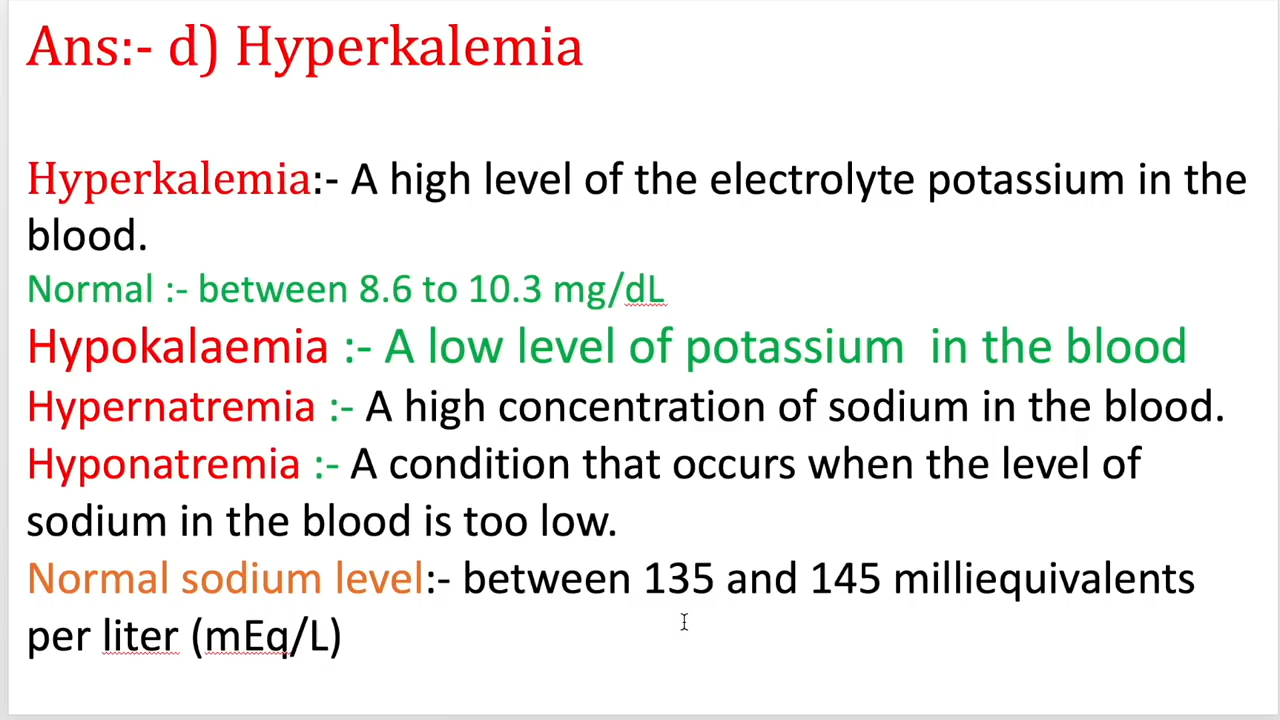 Ans:- d) Hyperkalemia
Hyperkalemia:- A high level of the electrolyte potassium in the
blood.
Normal :- between 8.6 to 10.3 mg/dL
Hypokalaemia :- A low level of potassium  in the blood
Hypernatremia :- A high concentration of sodium in the blood.
Hyponatremia :- A condition that occurs when the level of
sodium in the blood is too low.
Normal sodium level:- between 135 and 145 milliequivalents
per liter (mEq/L)